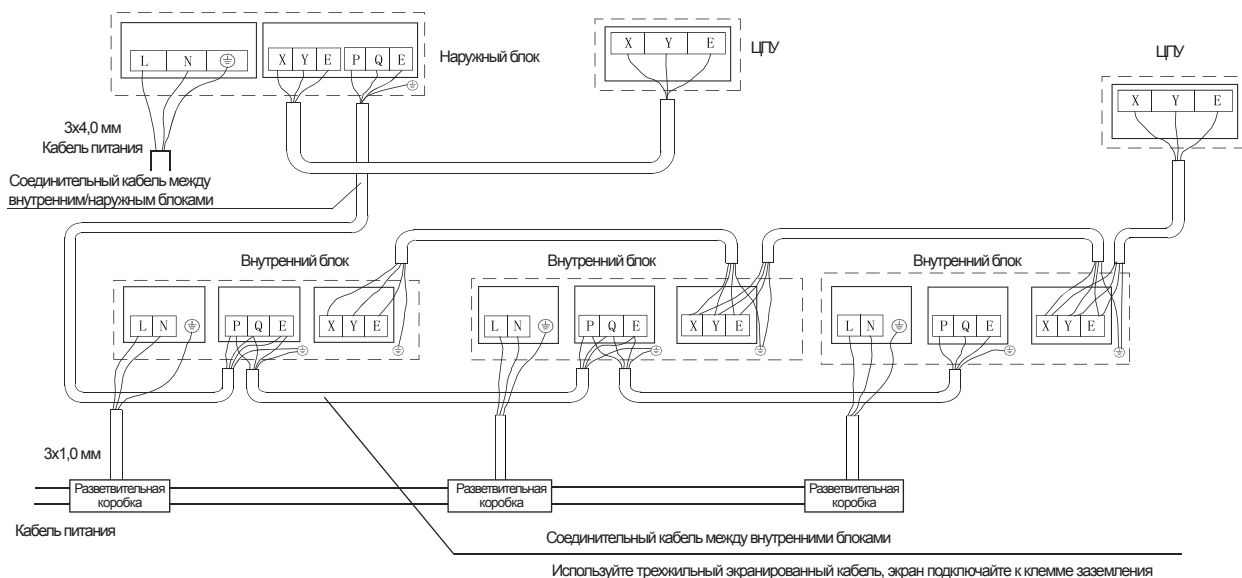 Наружный блок
ЦПУ
ЦПУ
L N
X Y E P Q E
X Y E
X Y E
3х4,0 мм
Кабель питания
Соединительный кабель между
внутренним/наружным блоками
Внутренний блок
Внутренний блок
Внутренний блок
L N
P Q E
X Y E
L N
P Q E
X Y E
L N
P Q E
X Y E
3х1,0 мм
Разветвительная
коробка
Разветвительная
коробка
Разветвительная
коробка
Кабель питания
Соединительный кабель между внутренними блоками
Используйте трехжильный экранированный кабель, экран подключайте к клемме заземления